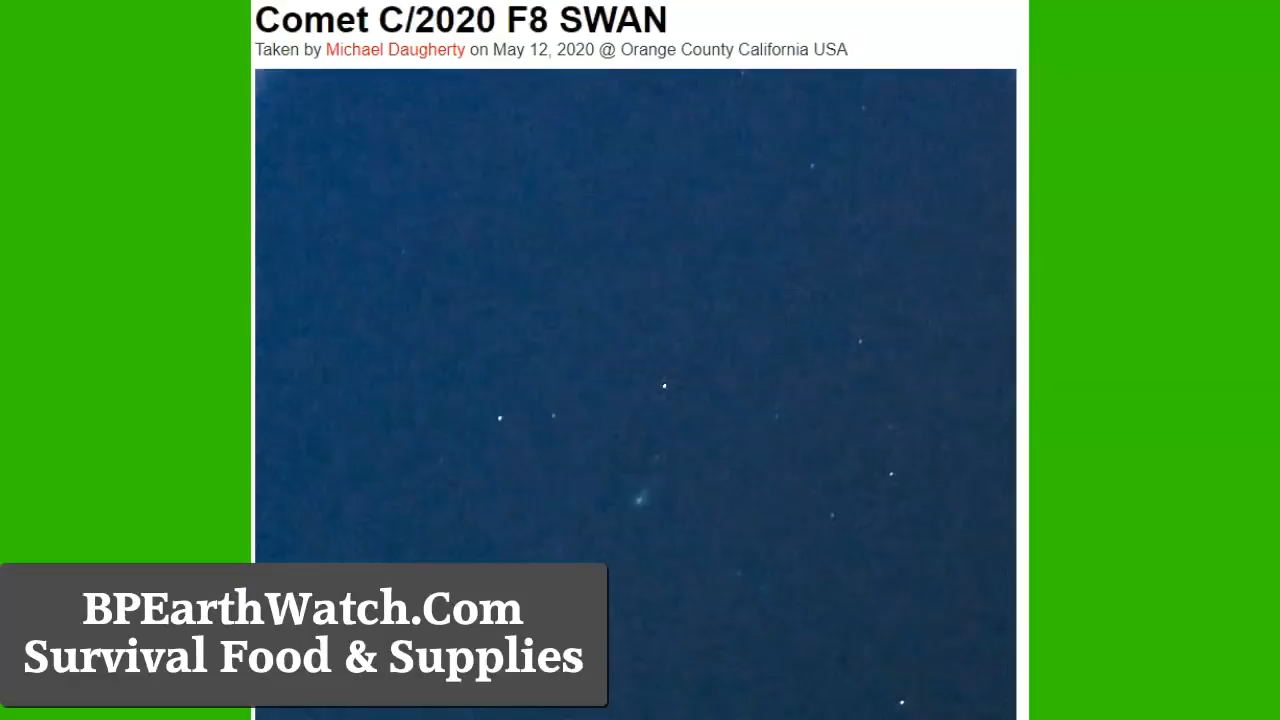 Comet C/2020 F8 SWAN
Taken by Michael Daugherty on May 12, 2020 @ Orange County California USA
BPEarthWatch.Com
Survival Food & Supplies